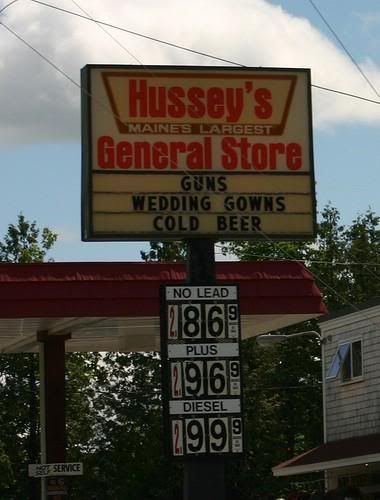 Hussey's
MAINE'S LARGEST
General Store
GUNS
WEDDING GOWNS
COLD BEER
NO LEAD
2.86 9
PLUS
2.96 9
DIESEL
2.99 9
SERVICE